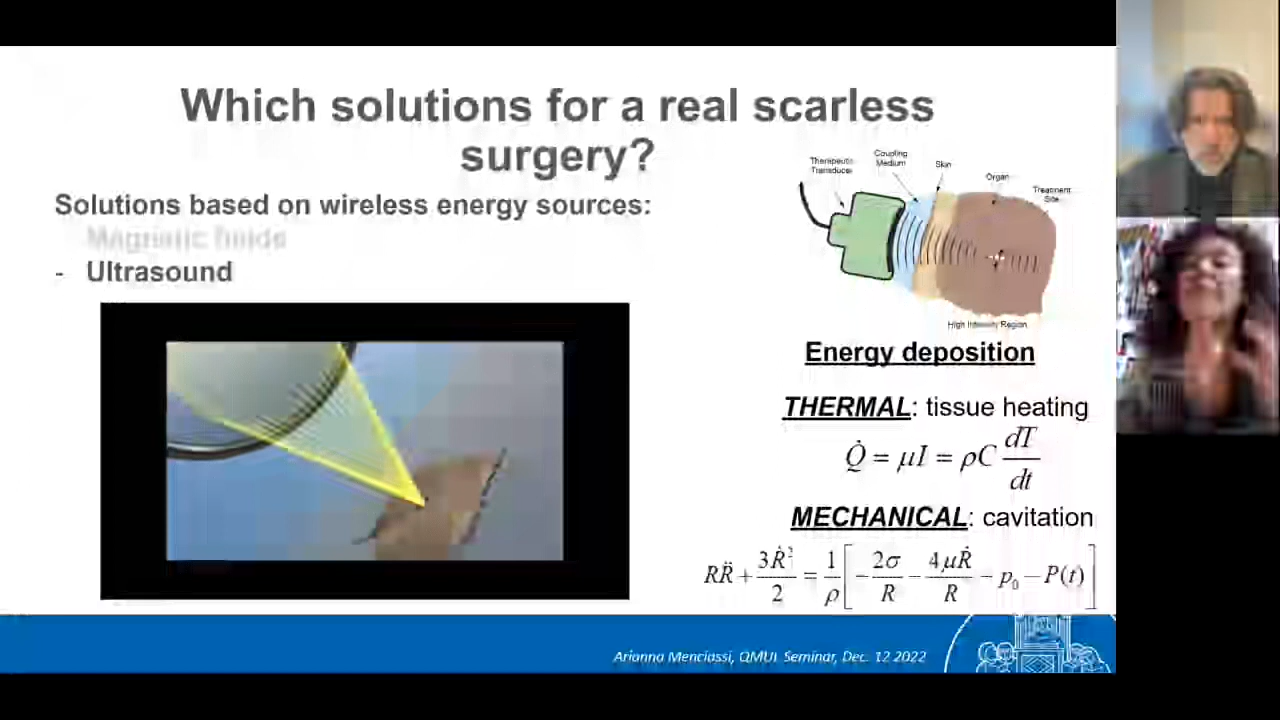 Which solutions for a real scarless
surgery?
Solutions based on wireless energy sources:
Magnetic fields
- Ultrasound
Therapeutic
Transducer
Coupling
Medium
Skin
Organ
Treatment
Site
High Intensity Region
Energy deposition
THERMAL: tissue heating
Q̇ = μI = ρC dT/dt
MECHANICAL: cavitation
RR̈ + 3Ṙ²/2 = 1/ρ [ - 2σ/R - 4μṘ/R - p₀ - P(t) ]
Arianna Menciassi, QMUL Seminar, Dec. 12 2022